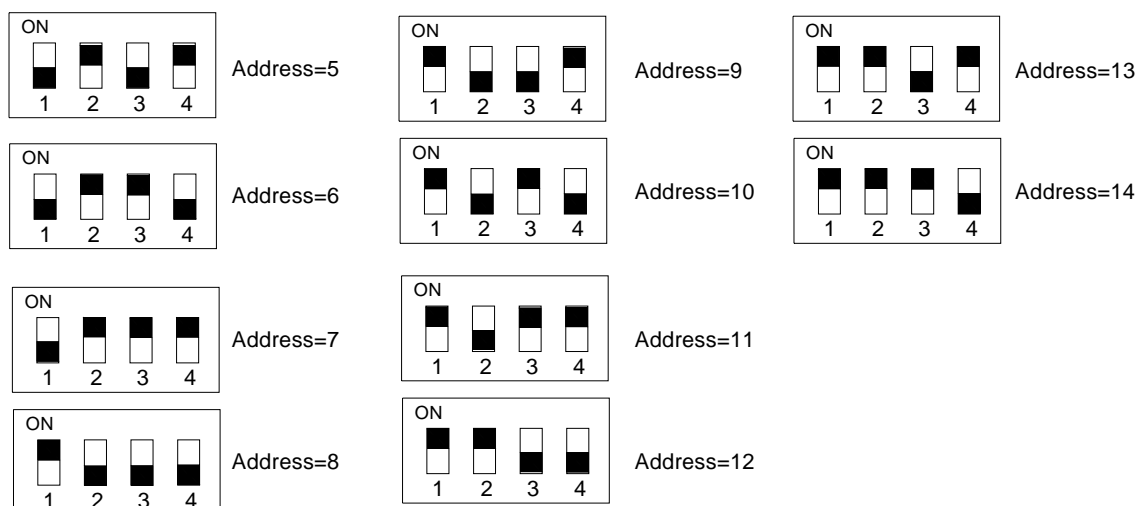 ON
1 2 3 4
Address=5
ON
1 2 3 4
Address=9
ON
1 2 3 4
Address=13
ON
1 2 3 4
Address=6
ON
1 2 3 4
Address=10
ON
1 2 3 4
Address=14
ON
1 2 3 4
Address=7
ON
1 2 3 4
Address=11
ON
1 2 3 4
Address=8
ON
1 2 3 4
Address=12